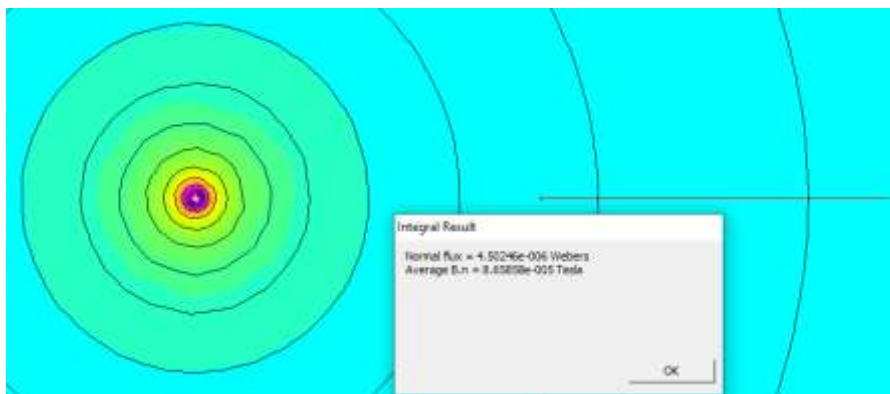 Integral Result
Normal flux = 4.50246e-006 Webers
Average B.n = 8.65858e-005 Tesla
OK